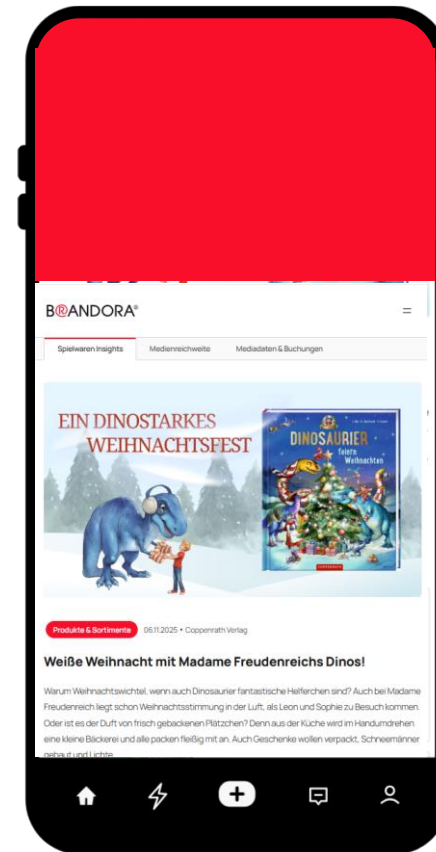 BRANDORA®
Spielwaren Insights Medienreichweite Mediadaten & Buchungen
EIN DINOSTARKES
WEIHNACHTSFEST
DINOSAURIER
feiern
Weihnachten
COPPENRATH
Produkte & Sortimente 06.11.2025 • Coppenrath Verlag
Weiße Weihnacht mit Madame Freudenreichs Dinos!
Warum Weihnachtswichtel, wenn auch Dinosaurier fantastische Helferchen sind? Auch bei Madame
Freudenreich liegt schon Weihnachtsstimmung in der Luft, als Leon und Sophie zu Besuch kommen.
Oder ist es der Duft von frisch gebackenen Plätzchen? Denn aus der Küche wird im Handumdrehen
eine kleine Bäckerei und alle packen fleißig mit an. Auch Geschenke wollen verpackt, Schneemänner
gebaut und Lichte